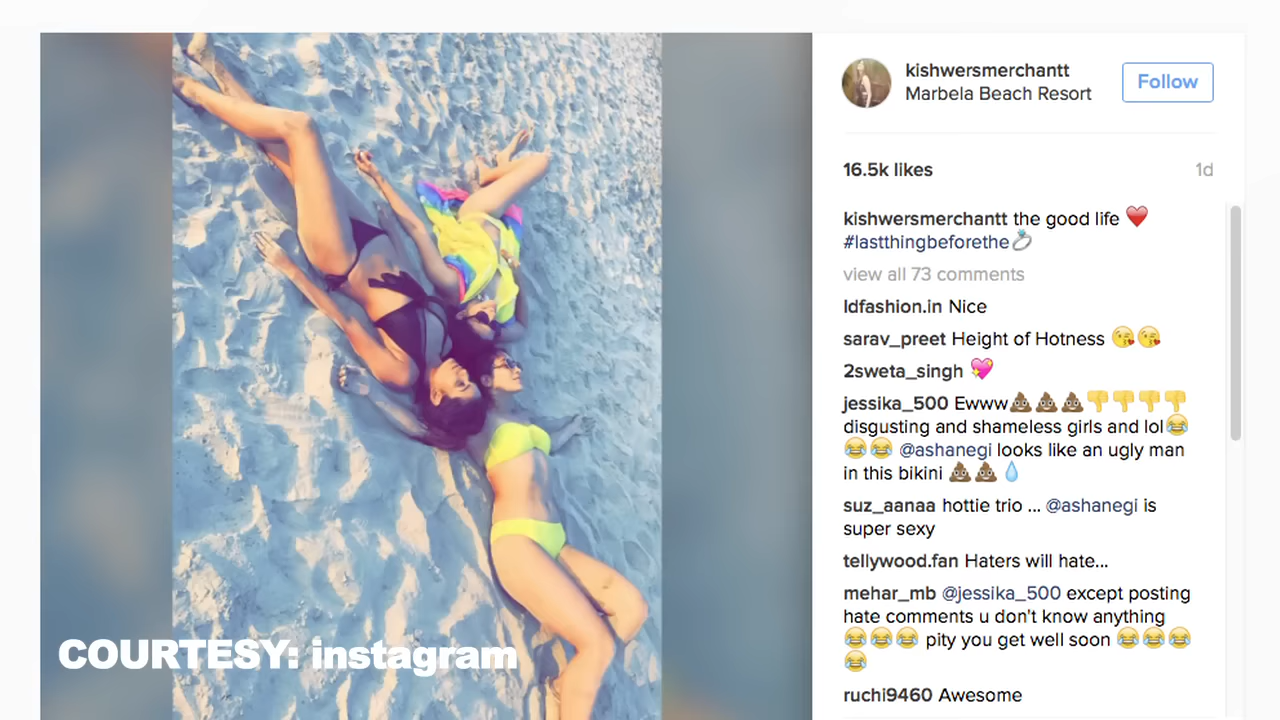 kishwersmerchantt
Marbela Beach Resort
Follow
16.5k likes
1d
kishwersmerchantt the good life ❤️
#lastthingbeforethe💍
view all 73 comments
ldfashion.in Nice
sarav_preet Height of Hotness 😘😘
2sweta_singh 💖
jessika_500 Ewww💩💩💩👎👎👎👎
disgusting and shameless girls and lol😂
😂😂 @ashanegi looks like an ugly man
in this bikini 💩💩💧
suz_aanaa hottie trio ... @ashanegi is
super sexy
tellywood.fan Haters will hate...
mehar_mb @jessika_500 except posting
hate comments u don't know anything
😂😂😂 pity you get well soon 😂😂😂
😂
ruchi9460 Awesome
COURTESY: instagram